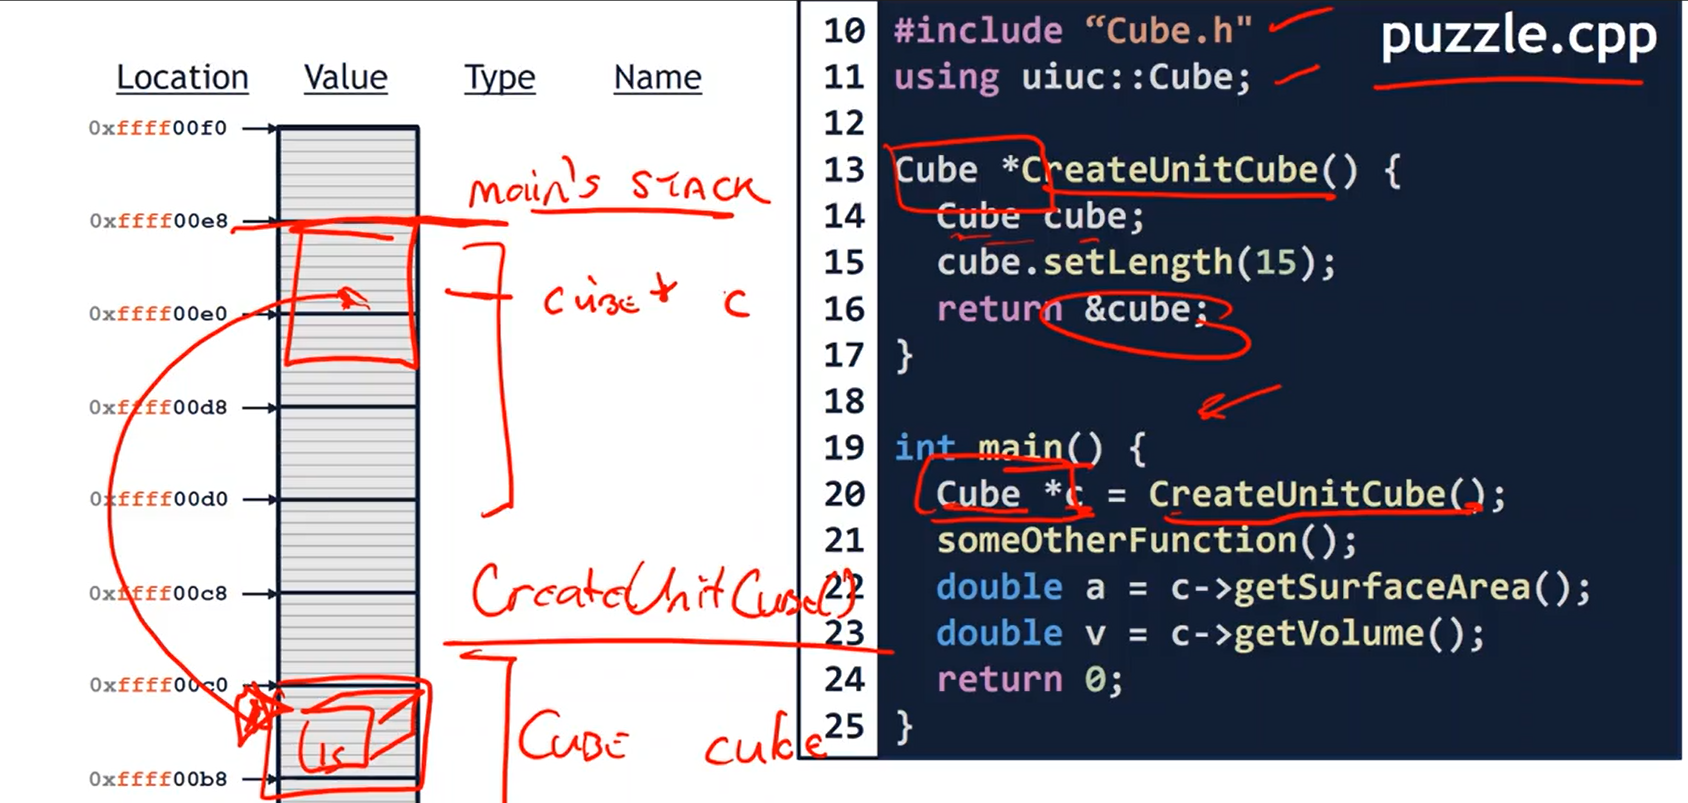 Location Value Type Name
0xffff00f0
main's STACK
0xffff00e8
CUBE* c
0xffff00e0
0xffff00d8
0xffff00d0
CreateUnitCube()
0xffff00c8
0xffff00c0
15
CUBE cube
0xffff00b8
puzzle.cpp
10 #include “Cube.h"
11 using uiuc::Cube;
12
13 Cube *CreateUnitCube() {
14 Cube cube;
15 cube.setLength(15);
16 return &cube;
17 }
18
19 int main() {
20 Cube *c = CreateUnitCube();
21 someOtherFunction();
22 double a = c->getSurfaceArea();
23 double v = c->getVolume();
24 return 0;
25 }